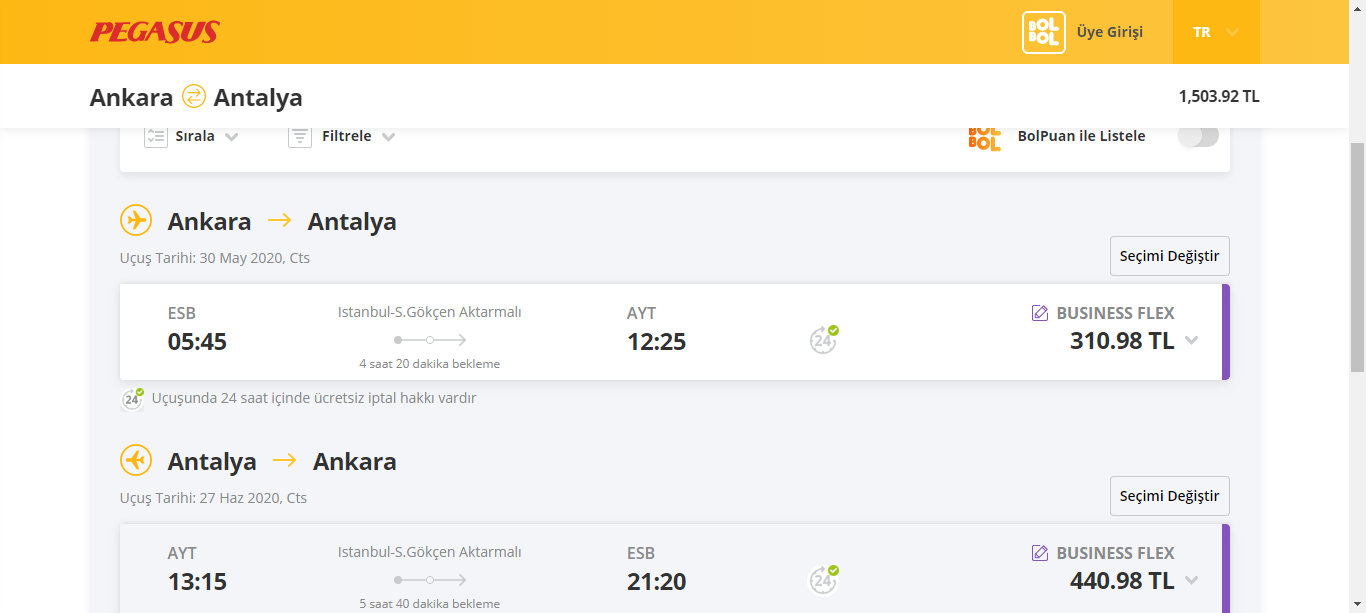 PEGASUS
BOL BOL Üye Girişi TR
Ankara Antalya 1,503.92 TL
Sırala Filtrele BOL BOL BolPuan ile Listele
Ankara → Antalya
Uçuş Tarihi: 30 May 2020, Cts
Seçimi Değiştir
ESB Istanbul-S.Gökçen Aktarmalı AYT BUSINESS FLEX
05:45 12:25 24 310.98 TL
4 saat 20 dakika bekleme
24 Uçuşunda 24 saat içinde ücretsiz iptal hakkı vardır
Antalya → Ankara
Uçuş Tarihi: 27 Haz 2020, Cts
Seçimi Değiştir
AYT Istanbul-S.Gökçen Aktarmalı ESB BUSINESS FLEX
13:15 21:20 24 440.98 TL
5 saat 40 dakika bekleme